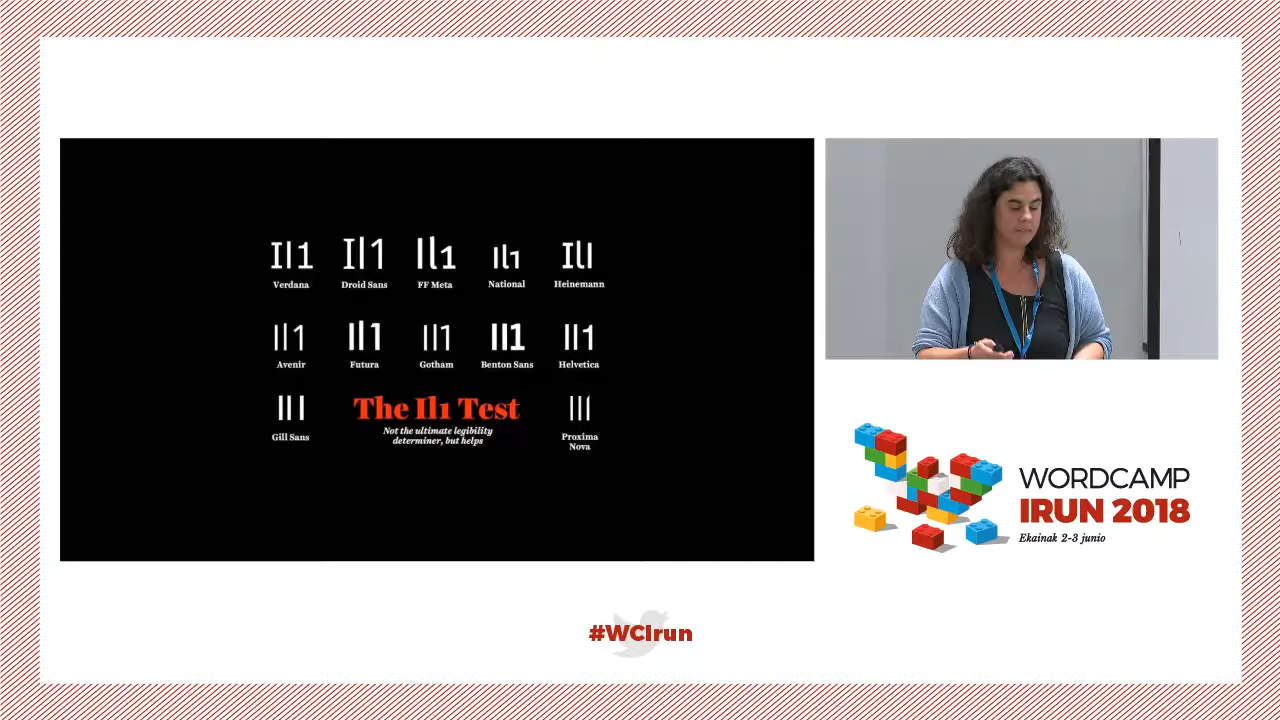 Il1 Il1 Il1 Il1 Il1
Verdana Droid Sans FF Meta National Heinemann
Il1 Il1 Il1 Il1 Il1
Avenir Futura Gotham Benton Sans Helvetica
Il1 The Il1 Test Il1
Gill Sans Not the ultimate legibility Proxima
determiner, but helps Nova
WORDCAMP
IRUN 2018
Ekainak 2-3 junio
#WCIrun